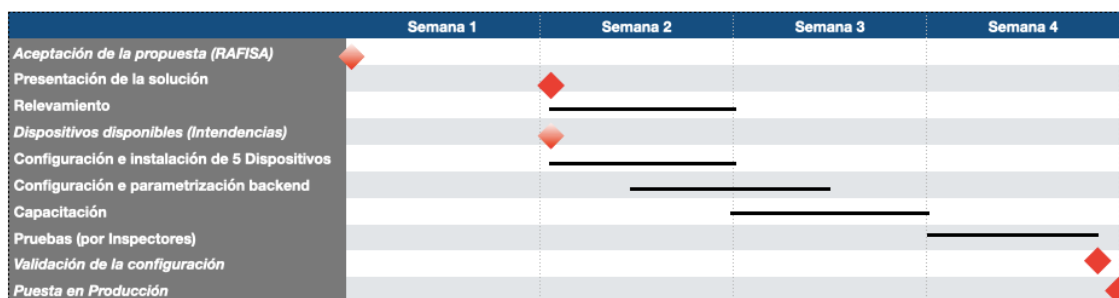 Semana 1 Semana 2 Semana 3 Semana 4
Aceptación de la propuesta (RAFISA)
Presentación de la solución
Relevamiento
Dispositivos disponibles (Intendencias)
Configuración e instalación de 5 Dispositivos
Configuración e parametrización backend
Capacitación
Pruebas (por Inspectores)
Validación de la configuración
Puesta en Producción